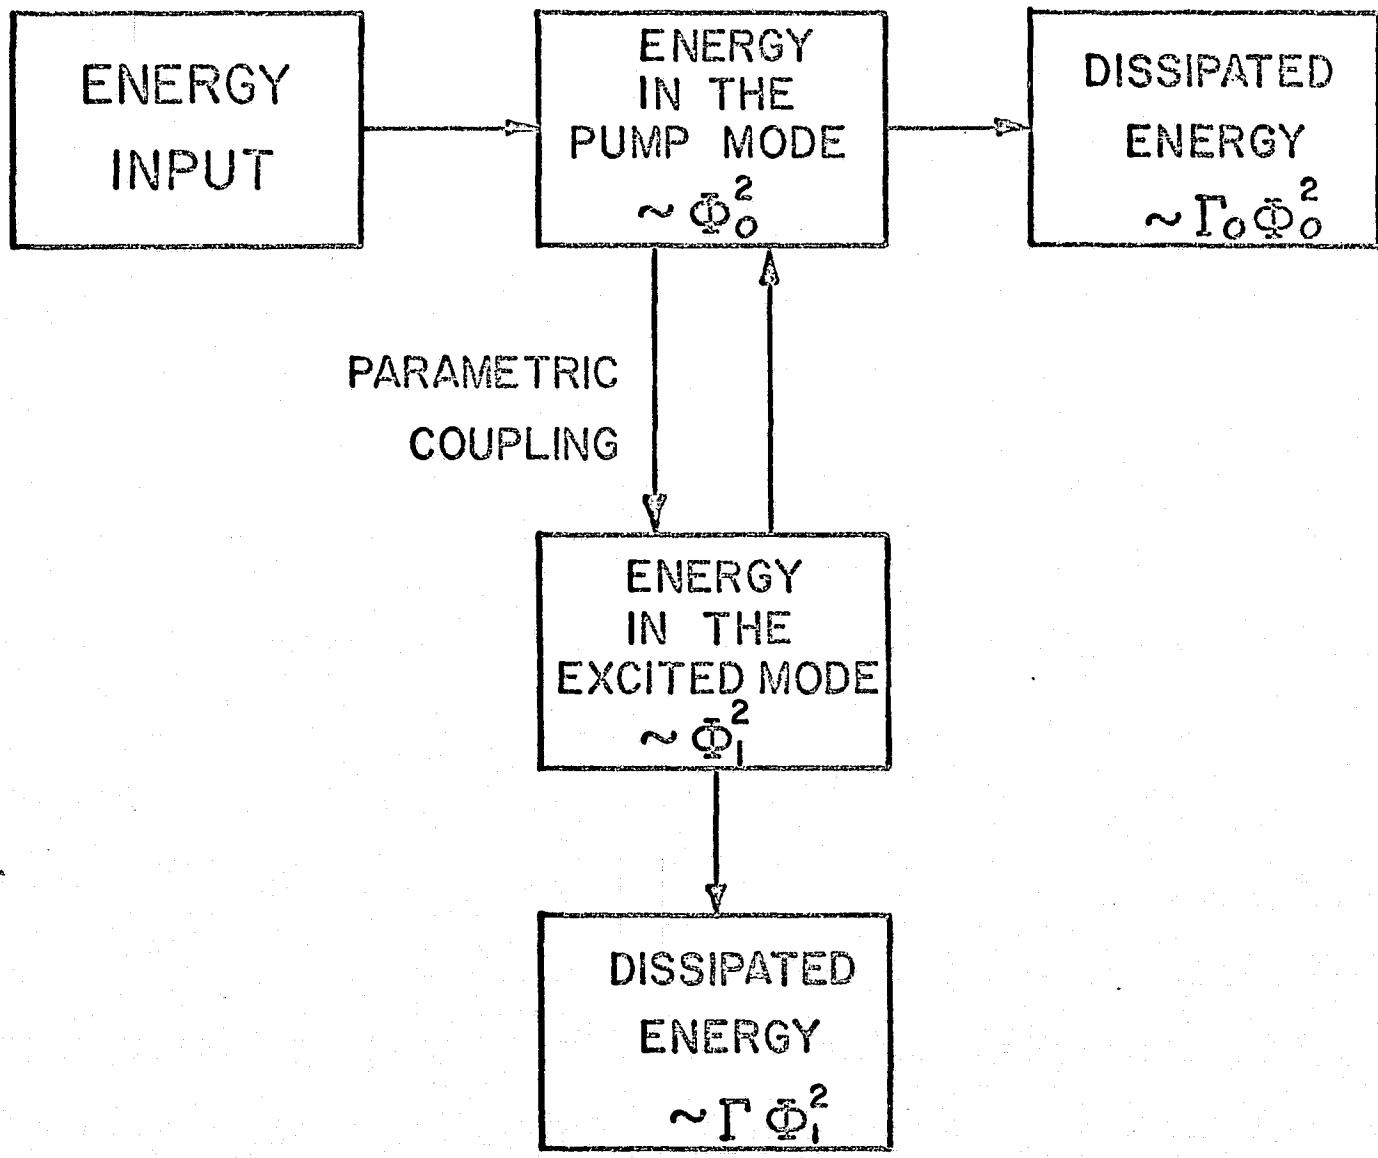 ENERGY
INPUT
ENERGY
IN THE
PUMP MODE
~ Φ₀²
DISSIPATED
ENERGY
~ Γ₀Φ₀²
PARAMETRIC
COUPLING
ENERGY
IN THE
EXCITED MODE
~ Φ₁²
DISSIPATED
ENERGY
~ Γ Φ₁²